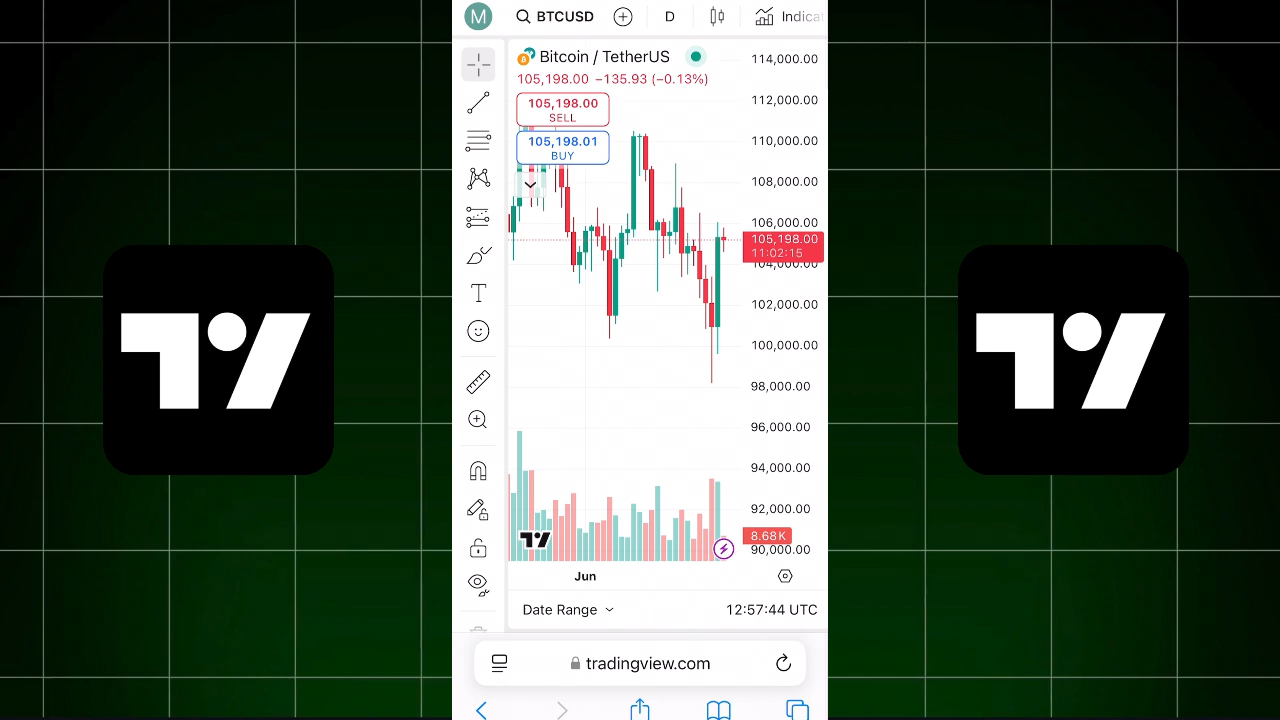 M
BTCUSD
D
Indicat
Bitcoin / TetherUS
105,198.00 −135.93 (−0.13%)
105,198.00
SELL
105,198.01
BUY
114,000.00
112,000.00
110,000.00
108,000.00
106,000.00
105,198.00
11:02:15
104,000.00
102,000.00
100,000.00
98,000.00
96,000.00
94,000.00
92,000.00
8.68K
90,000.00
Jun
Date Range
12:57:44 UTC
tradingview.com